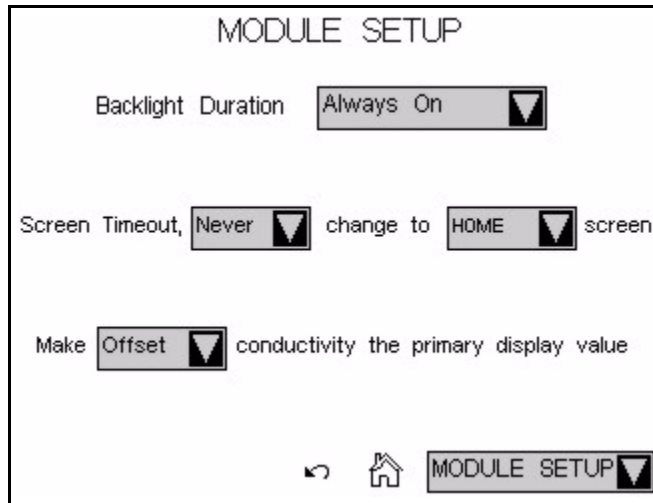 MODULE SETUP
Backlight Duration Always On
Screen Timeout, Never change to HOME screen
Make Offset conductivity the primary display value
MODULE SETUP